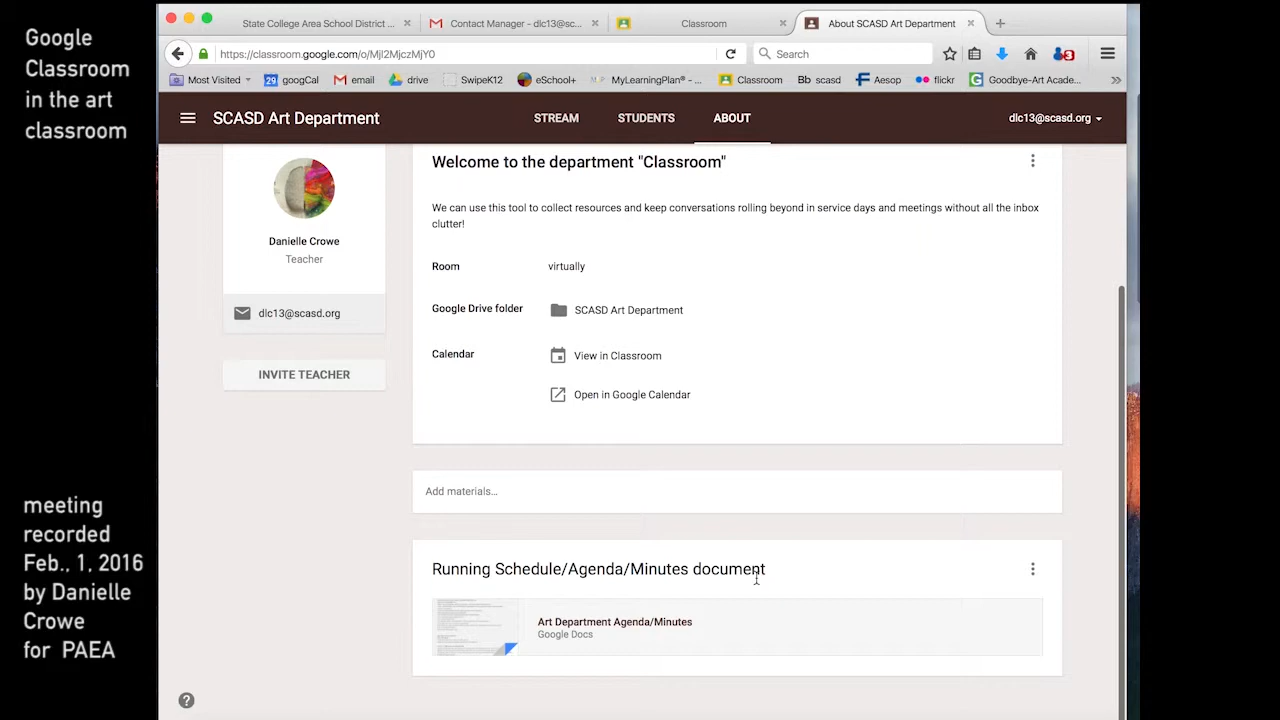 Google
Classroom
in the art
classroom
meeting
recorded
Feb., 1, 2016
by Danielle
Crowe
for PAEA
State College Area School District ...
Contact Manager - dlc13@sc...
Classroom
About SCASD Art Department
https://classroom.google.com/o/MjI2MjczMjY0
Search
3
Most Visited
29 googCal
email
drive
SwipeK12
eSchool+
MyLearningPlan® - ...
Classroom
Bb scasd
Aesop
flickr
Goodbye-Art Acade...
SCASD Art Department
STREAM
STUDENTS
ABOUT
dlc13@scasd.org
Danielle Crowe
Teacher
dlc13@scasd.org
INVITE TEACHER
Welcome to the department "Classroom"
We can use this tool to collect resources and keep conversations rolling beyond in service days and meetings without all the inbox
clutter!
Room virtually
Google Drive folder SCASD Art Department
Calendar View in Classroom
Open in Google Calendar
Add materials...
Running Schedule/Agenda/Minutes document
Art Department Agenda/Minutes
Google Docs
?